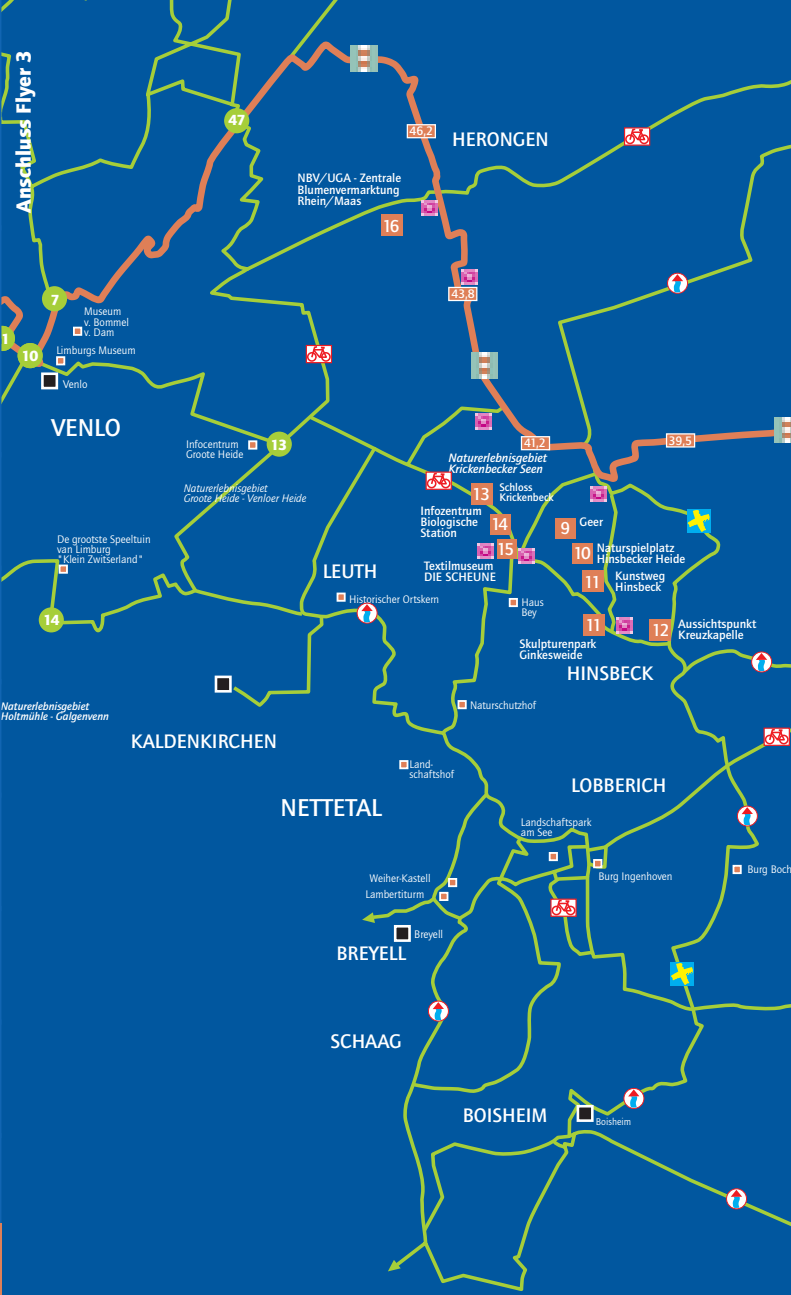 Anschluss Flyer 3
47
46,2
HERONGEN
NBV/UGA - Zentrale
Blumenvermarktung
Rhein/Maas
16
7
43,8
Museum
v. Bommel
v. Dam
1
10
Limburgs Museum
Venlo
VENLO
Infocentrum
Groote Heide
13
41,2
39,5
Naturerlebnisgebiet
Krickenbecker Seen
Naturerlebnisgebiet
Groote Heide - Venloer Heide
13
Schloss
Krickenbeck
Infozentrum
Biologische
Station
14
9
Geer
De grootste Speeltuin
van Limburg
"Klein Zwitserland"
15
10
Naturspielplatz
Hinsbecker Heide
Textilmuseum
DIE SCHEUNE
LEUTH
11
Kunstweg
Hinsbeck
Historischer Ortskern
Haus
Bey
14
11
12
Aussichtspunkt
Kreuzkapelle
Skulpturenpark
Ginkesweide
HINSBECK
Naturerlebnisgebiet
Holtmühle - Galgenvenn
Naturschutzhof
KALDENKIRCHEN
Land-
schaftshof
LOBBERICH
NETTETAL
Landschaftspark
am See
Weiher-Kastell
Burg Ingenhoven
Burg Boch
Lambertiturm
Breyell
BREYELL
SCHAAG
BOISHEIM
Boisheim